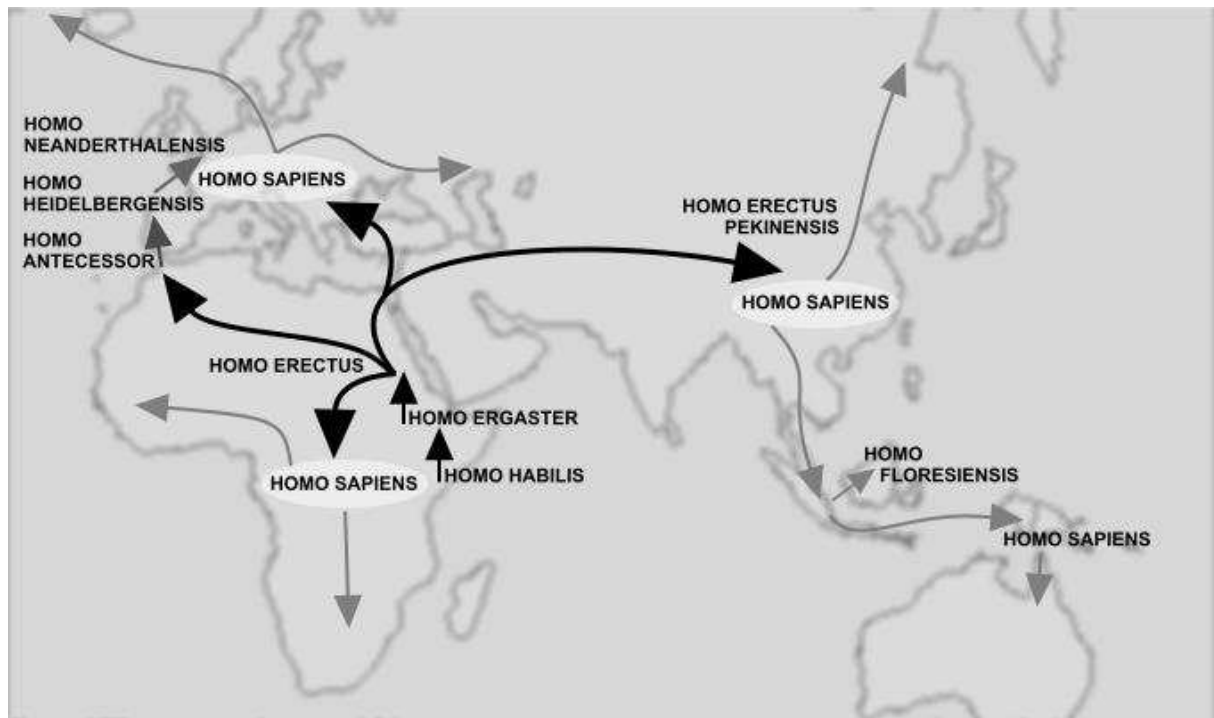 HOMO
NEANDERTHALENSIS
HOMO SAPIENS
HOMO
HEIDELBERGENSIS
HOMO
ANTECESSOR
HOMO ERECTUS
PEKINENSIS
HOMO SAPIENS
HOMO ERECTUS
HOMO ERGASTER
HOMO HABILIS
HOMO SAPIENS
HOMO
FLORESIENSIS
HOMO SAPIENS